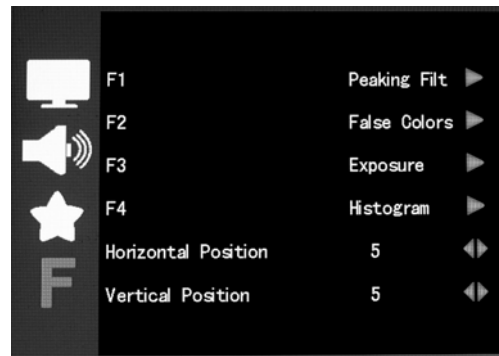 F1 Peaking Filt
F2 False Colors
F3 Exposure
F4 Histogram
Horizontal Position 5
Vertical Position 5
F